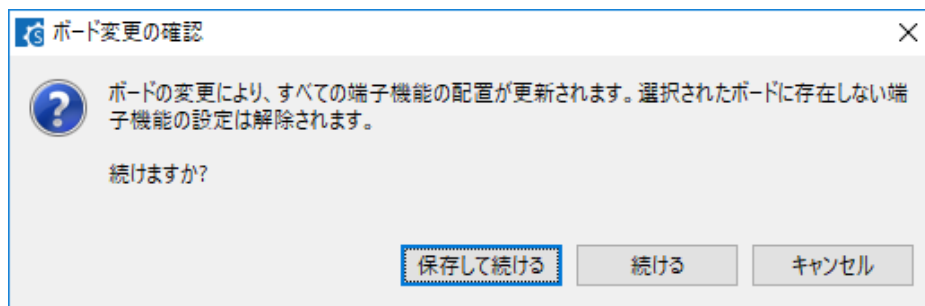 ボード変更の確認
ボードの変更により、すべての端子機能の配置が更新されます。選択されたボードに存在しない端
子機能の設定は解除されます。
続けますか?
保存して続ける 続ける キャンセル